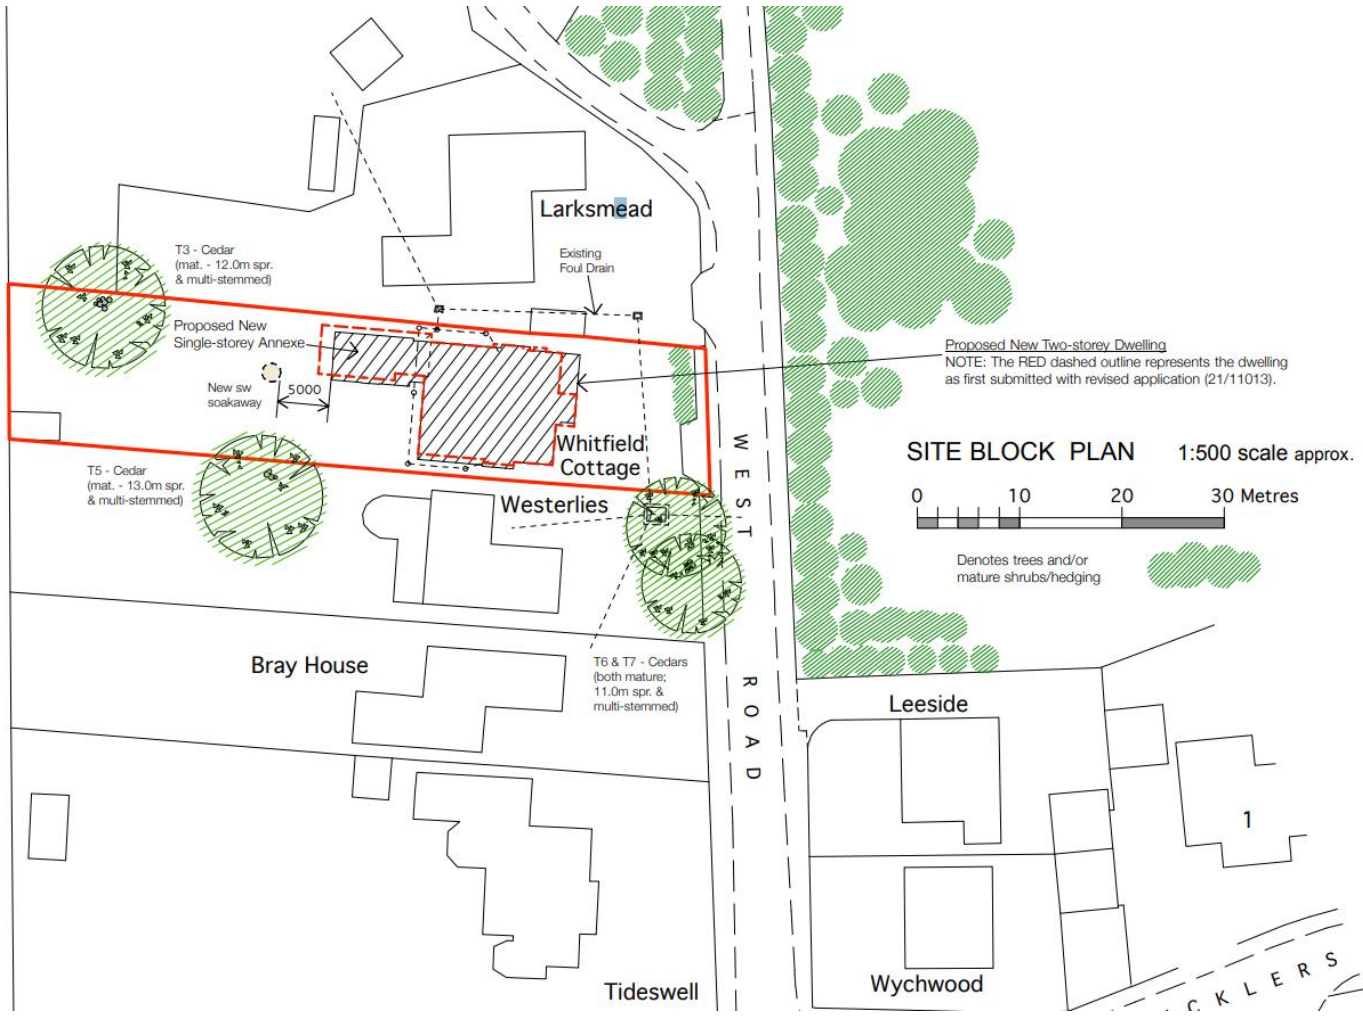 Larksmead
T3 - Cedar
(mat. - 12.0m spr.
& multi-stemmed)
Existing
Foul Drain
Proposed New
Single-storey Annexe
New sw
soakaway
5000
Proposed New Two-storey Dwelling
NOTE: The RED dashed outline represents the dwelling
as first submitted with revised application (21/11013).
SITE BLOCK PLAN 1:500 scale approx.
0 10 20 30 Metres
Denotes trees and/or
mature shrubs/hedging
Whitfield
Cottage
T5 - Cedar
(mat. - 13.0m spr.
& multi-stemmed)
Westerlies
WEST
ROAD
Bray House
T6 & T7 - Cedars
(both mature;
11.0m spr. &
multi-stemmed)
Leeside
1
Wychwood
Tideswell
CKLERS